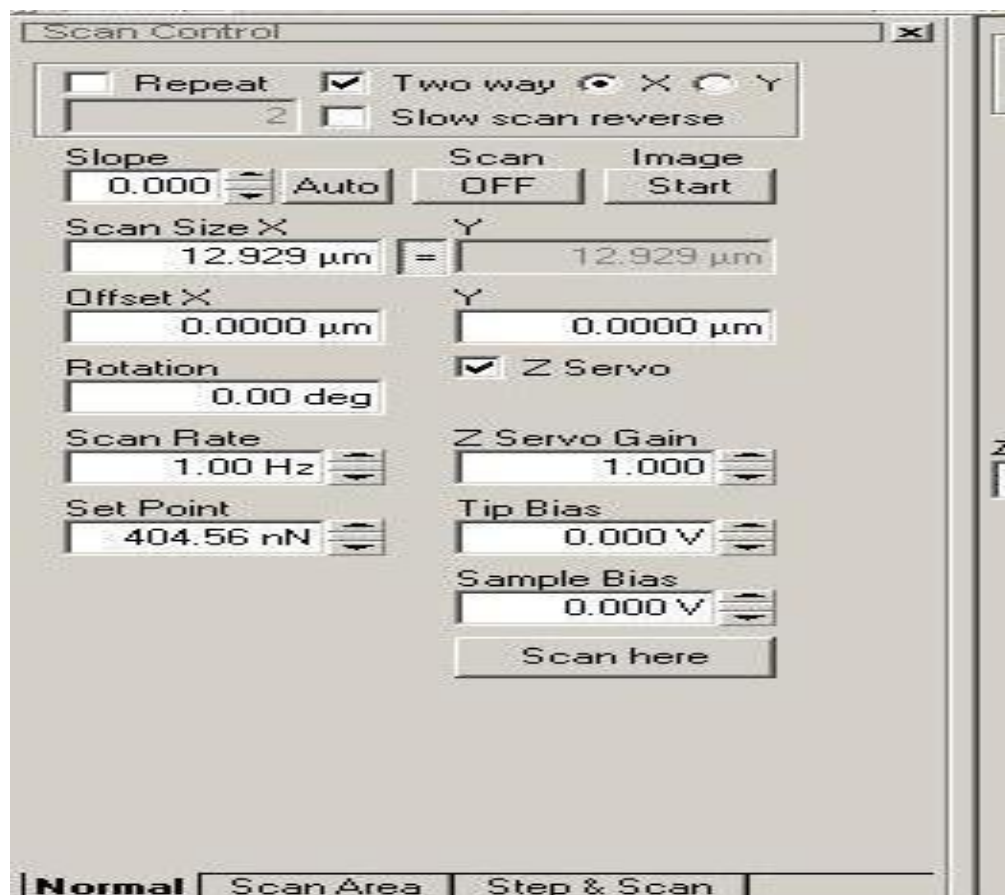 Scan Control
Repeat Two way X Y
2 Slow scan reverse
Slope Scan Image
0.000 Auto OFF Start
Scan Size X Y
12.929 µm = 12.929 µm
Offset X Y
0.0000 µm 0.0000 µm
Rotation Z Servo
0.00 deg
Scan Rate Z Servo Gain
1.00 Hz 1.000
Set Point Tip Bias
404.56 nN 0.000 V
Sample Bias
0.000 V
Scan here
Normal Scan Area Step & Scan